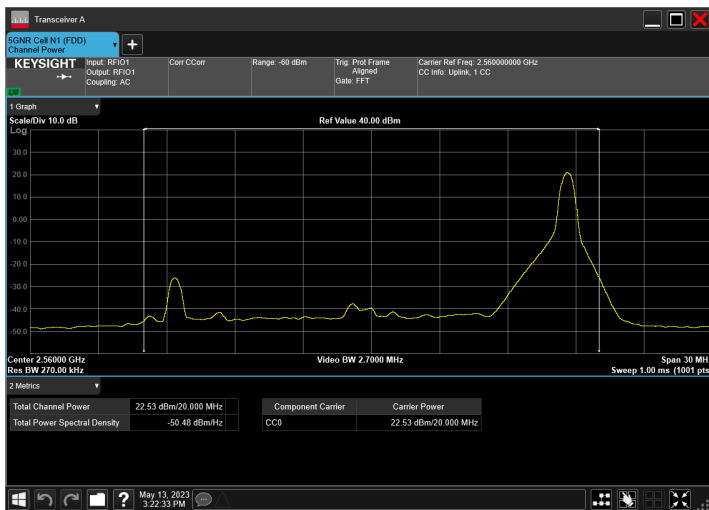 Transceiver A
5GNR Cell N1 (FDD)
Channel Power
KEYSIGHT
LXI
Input: RFIO1
Output: RFIO1
Coupling: AC
Corr CCorr
Range: -60 dBm
Trig: Prot Frame
Aligned
Gate: FFT
Carrier Ref Freq: 2.560000000 GHz
CC Info: Uplink, 1 CC
1 Graph
Scale/Div 10.0 dB
Ref Value 40.00 dBm
Log
30.0
20.0
10.0
0.00
-10.0
-20.0
-30.0
-40.0
-50.0
Center 2.56000 GHz
Video BW 2.7000 MHz
Span 30 MH
Res BW 270.00 kHz
Sweep 1.00 ms (1001 pts
2 Metrics
Total Channel Power 22.53 dBm/20.000 MHz
Total Power Spectral Density -50.48 dBm/Hz
Component Carrier Carrier Power
CC0 22.53 dBm/20.000 MHz
?
May 13, 2023
3:22:33 PM